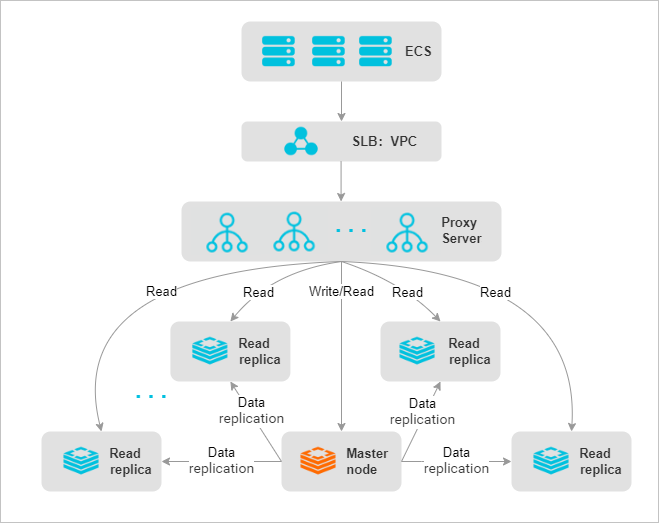 ECS
SLB: VPC
Proxy
Server
Read
Read
Write/Read
Read
Read
Read
replica
Read
replica
Data
replication
Data
replication
Read
replica
Data
replication
Master
node
Data
replication
Read
replica